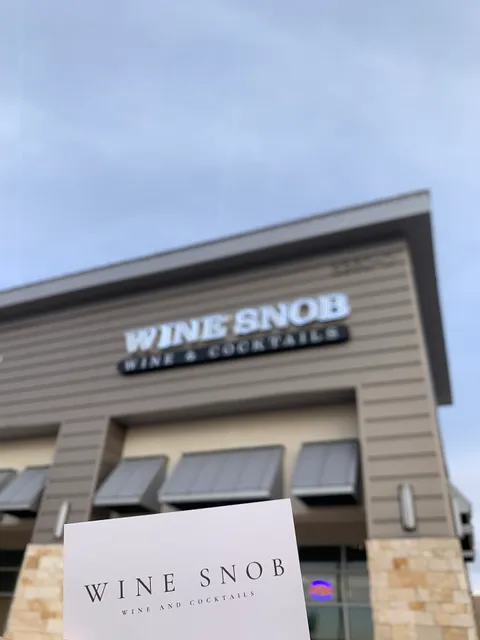 WINE SNOB
WINE & COCKTAILS
WINE SNOB
WINE AND COCKTAILS